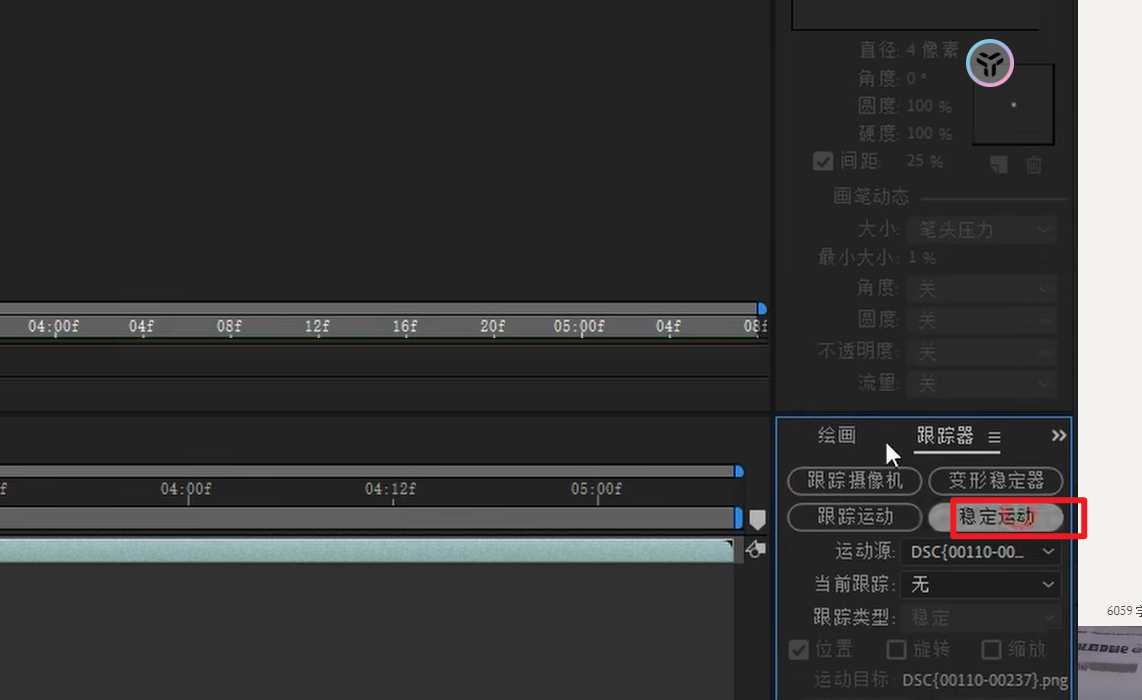 直径: 4 像素
角度: 0 °
圆度: 100 %
硬度: 100 %
间距: 25 %
画笔动态
大小: 笔头压力
最小大小: 1 %
角度: 关
圆度: 关
不透明度: 关
流量: 关
04:00f 04f 08f 12f 16f 20f 05:00f 04f 08f
绘画 跟踪器
跟踪摄像机 变形稳定器
跟踪运动 稳定运动
f 04:00f 04:12f 05:00f
运动源: DSC{00110-00...
当前跟踪: 无
跟踪类型: 稳定
位置 旋转 缩放
运动目标: DSC{00110-00237}.png
6059 字